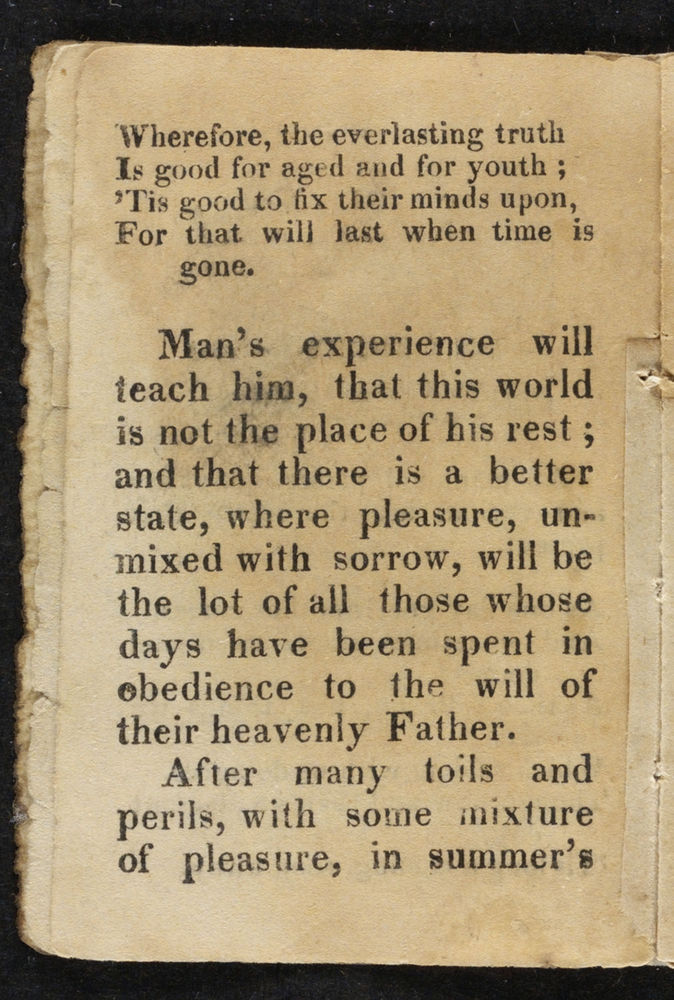 Wherefore, the everlasting truth
Is good for aged and for youth ;
’Tis good to fix their minds upon,
For that will last when time is
gone.
Man’s experience will
teach him, that this world
is not the place of his rest ;
and that there is a better
state, where pleasure, un-
mixed with sorrow, will be
the lot of all those whose
days have been spent in
obedience to the will of
their heavenly Father.
After many toils and
perils, with some mixture
of pleasure, in summer’s